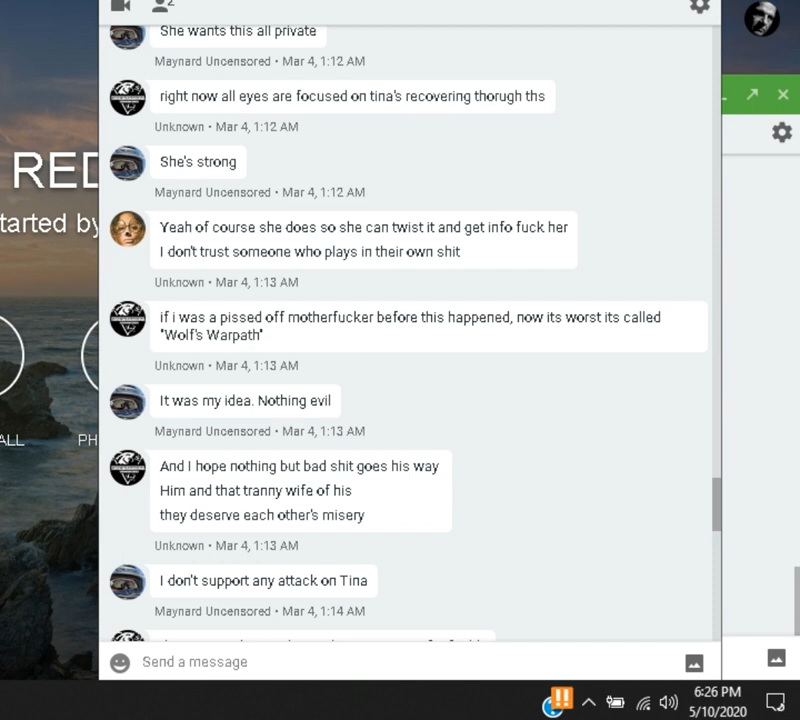 2
She wants this all private
Maynard Uncensored • Mar 4, 1:12 AM
right now all eyes are focused on tina's recovering thorugh ths
Unknown • Mar 4, 1:12 AM
RED
She's strong
Maynard Uncensored • Mar 4, 1:12 AM
tarted by
Yeah of course she does so she can twist it and get info fuck her
I don't trust someone who plays in their own shit
Unknown • Mar 4, 1:13 AM
if i was a pissed off motherfucker before this happened, now its worst its called
"Wolf's Warpath"
Unknown • Mar 4, 1:13 AM
It was my idea. Nothing evil
Maynard Uncensored • Mar 4, 1:13 AM
ALL
PH
And I hope nothing but bad shit goes his way
Him and that tranny wife of his
they deserve each other's misery
Unknown • Mar 4, 1:13 AM
I don't support any attack on Tina
Maynard Uncensored • Mar 4, 1:14 AM
Send a message
6:26 PM
5/10/2020